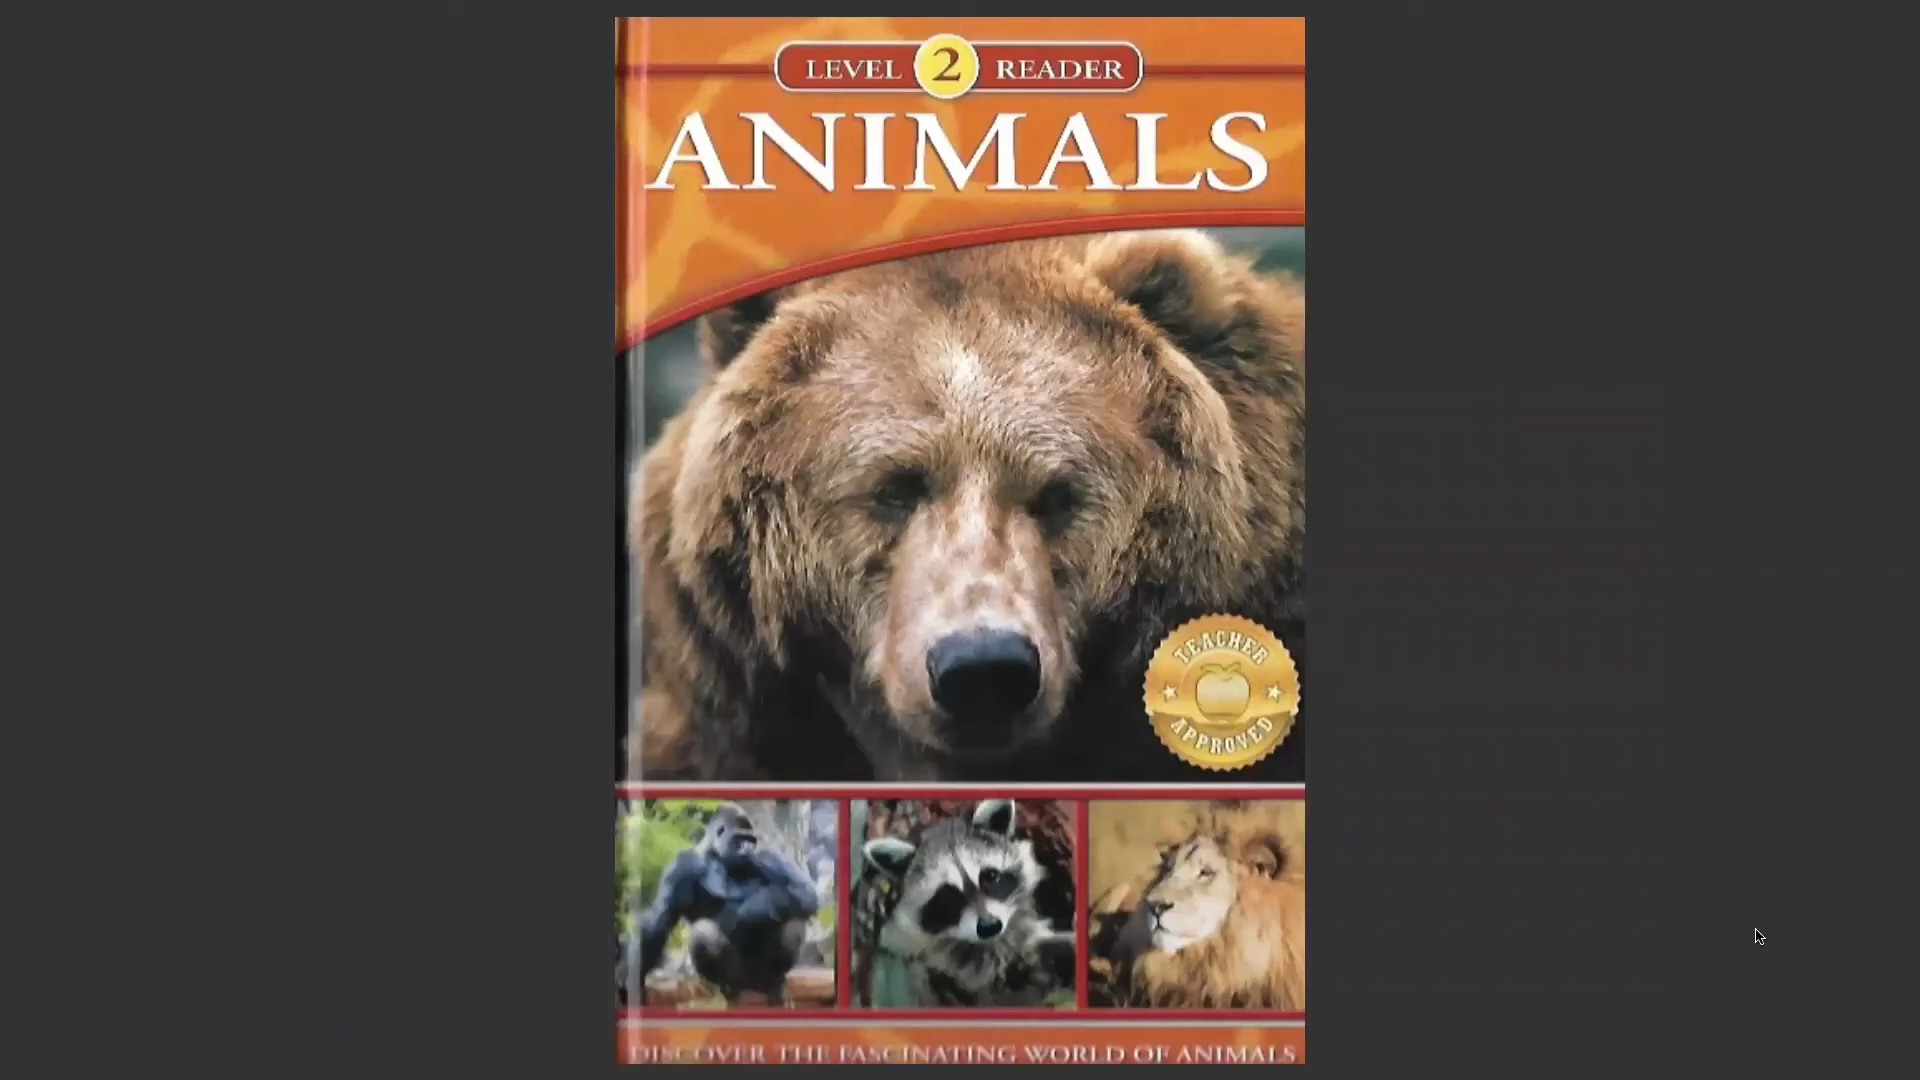 LEVEL 2 READER
ANIMALS
TEACHER
APPROVED
DISCOVER THE FASCINATING WORLD OF ANIMALS